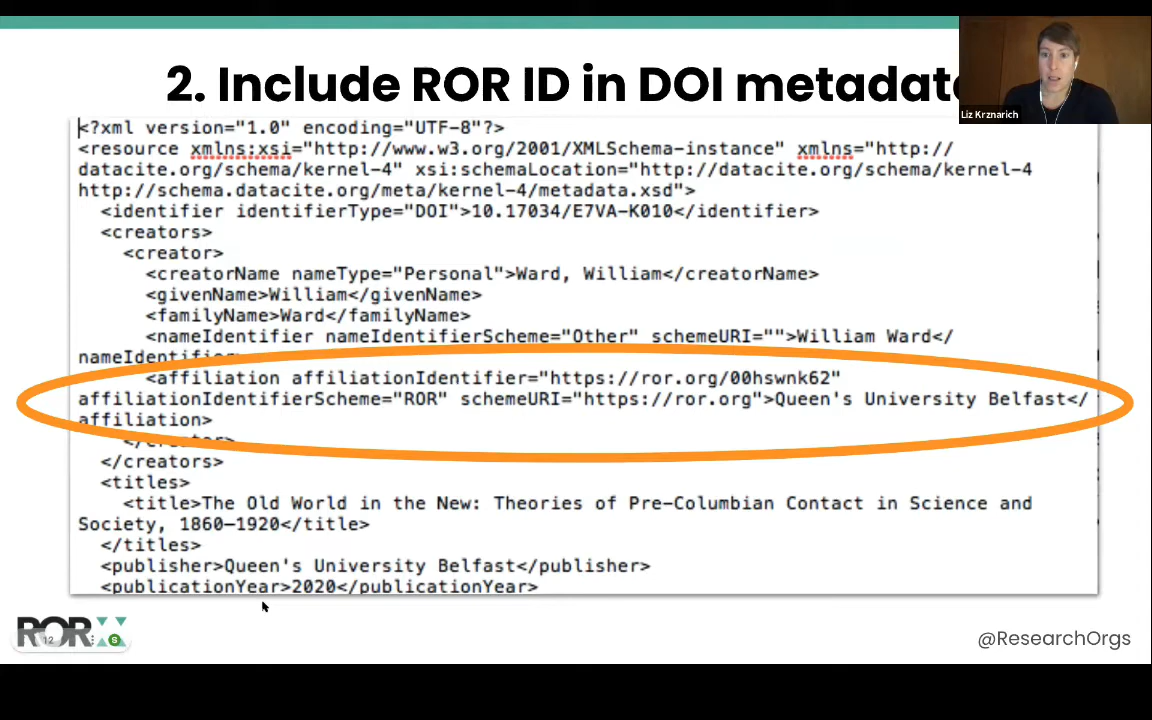 2. Include ROR ID in DOI metadata
Liz Krznarich
<?xml version="1.0" encoding="UTF-8"?>
<resource xmlns:xsi="http://www.w3.org/2001/XMLSchema-instance" xmlns="http://
datacite.org/schema/kernel-4" xsi:schemaLocation="http://datacite.org/schema/kernel-4
http://schema.datacite.org/meta/kernel-4/metadata.xsd">
<identifier identifierType="DOI">10.17034/E7VA-K010</identifier>
<creators>
<creator>
<creatorName nameType="Personal">Ward, William</creatorName>
<givenName>William</givenName>
<familyName>Ward</familyName>
<nameIdentifier nameIdentifierScheme="Other" schemeURI="">William Ward</
nameIdentifier>
<affiliation affiliationIdentifier="https://ror.org/00hswnk62"
affiliationIdentifierScheme="ROR" schemeURI="https://ror.org">Queen's University Belfast</
affiliation>
</creator>
</creators>
<titles>
<title>The Old World in the New: Theories of Pre-Columbian Contact in Science and
Society, 1860–1920</title>
</titles>
<publisher>Queen's University Belfast</publisher>
<publicationYear>2020</publicationYear>
ROR
12
S
@ResearchOrgs